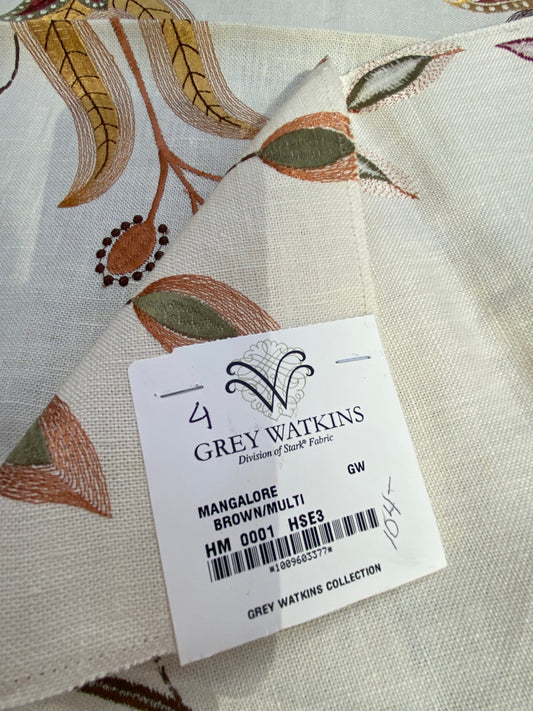 4
GREY WATKINS
Division of Stark® Fabric
GW
MANGALORE
BROWN/MULTI
HM 0001 HSE3
*1009603377*
104-
GREY WATKINS COLLECTION